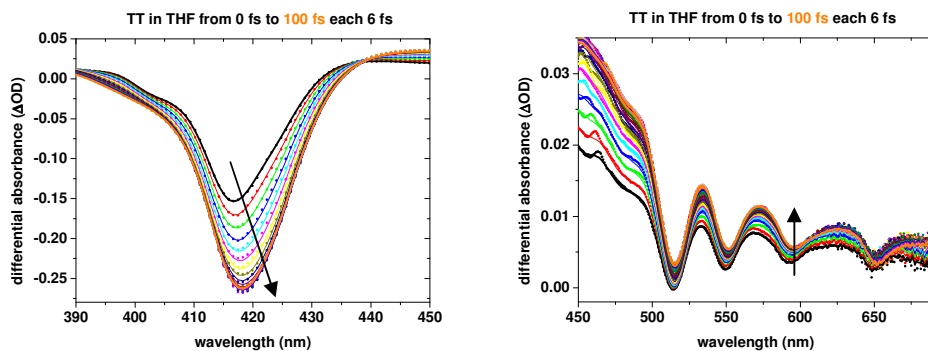 TT in THF from 0 fs to 100 fs each 6 fs
0.05
0.00
-0.05
-0.10
-0.15
-0.20
-0.25
differential absorbance (ΔOD)
390 400 410 420 430 440 450
wavelength (nm)
TT in THF from 0 fs to 100 fs each 6 fs
0.03
0.02
0.01
0.00
differential absorbance (ΔOD)
450 500 550 600 650
wavelength (nm)